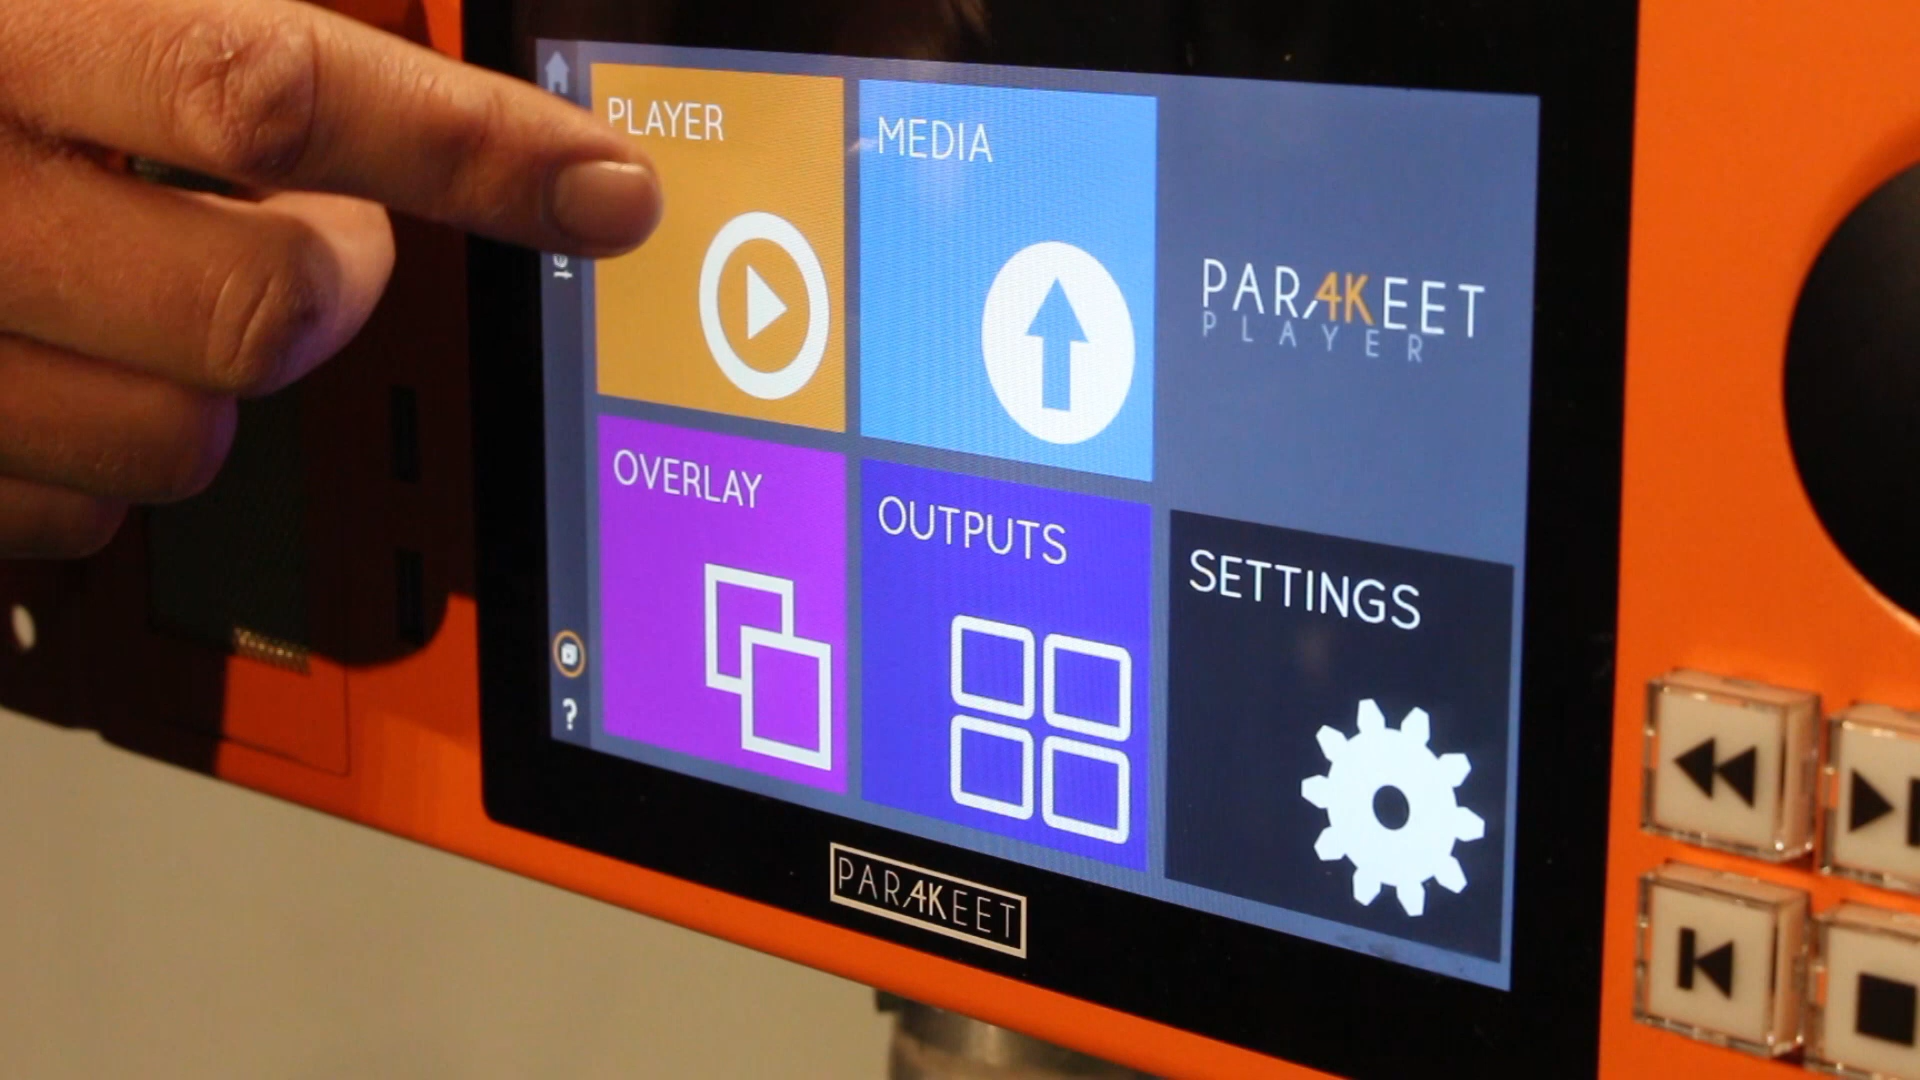 PLAYER
MEDIA
PAR4KEET
PLAYER
OVERLAY
OUTPUTS
SETTINGS
?
PAR4KEET